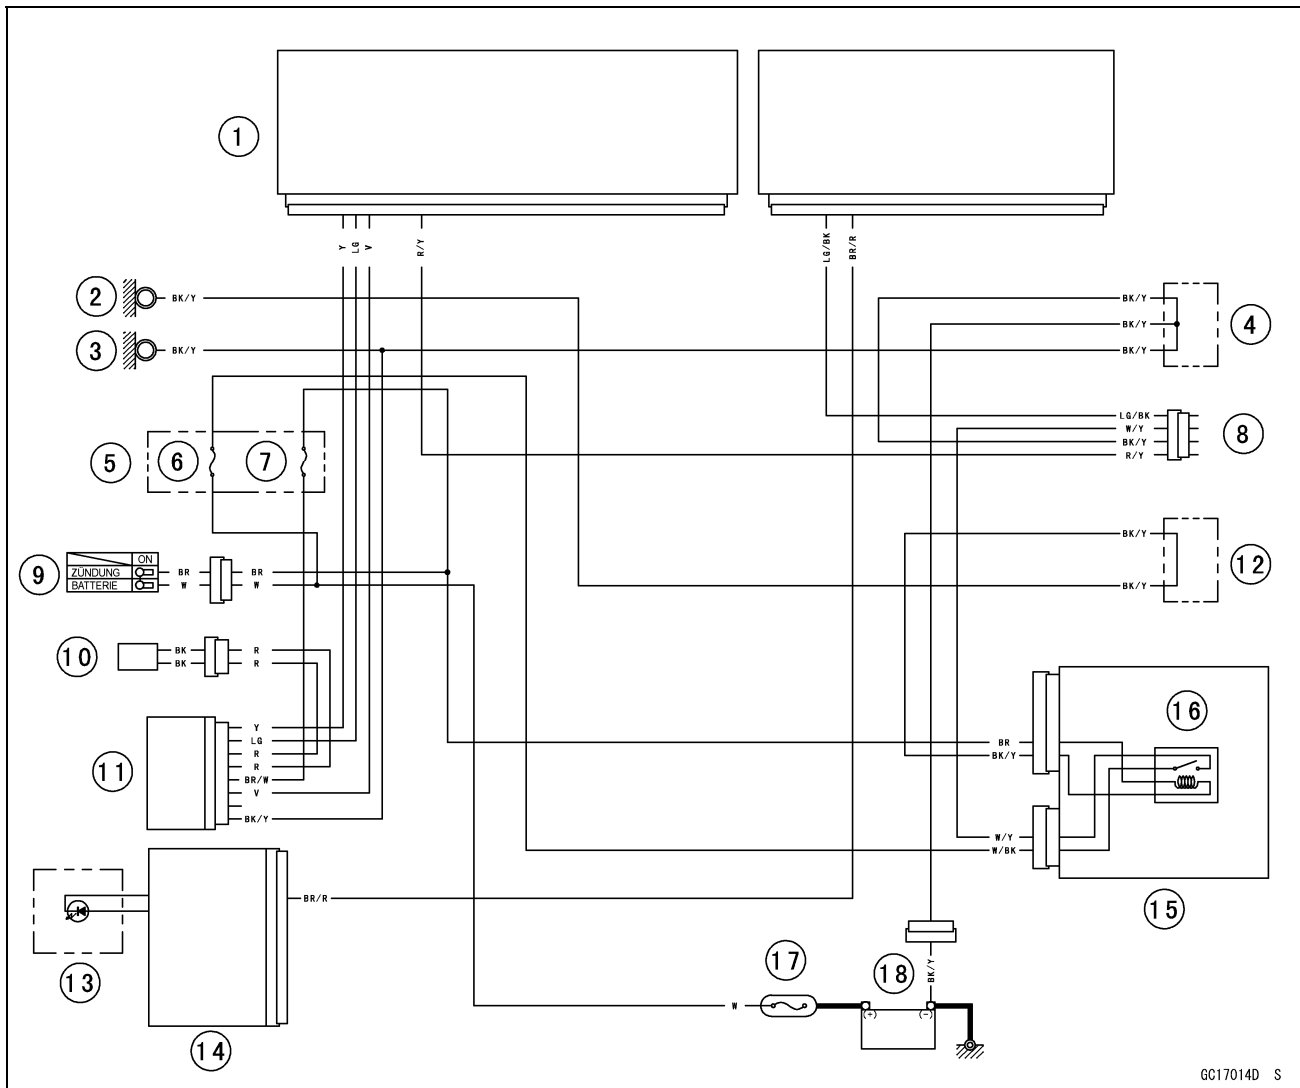 1
Y
LG
V
R/Y
LG/BK
BR/R
2
BK/Y
BK/Y
4
3
BK/Y
BK/Y
BK/Y
LG/BK
W/Y
BK/Y
R/Y
8
5
6
7
BK/Y
12
BK/Y
9
ON
ZÜNDUNG
BATTERIE
BR
W
BR
W
10
BK
BK
R
R
11
Y
LG
R
R
BR/W
V
BK/Y
BR
BK/Y
16
W/Y
W/BK
15
13
14
BR/R
17
18
BK/Y
W
(+)
(-)
GC17014D S